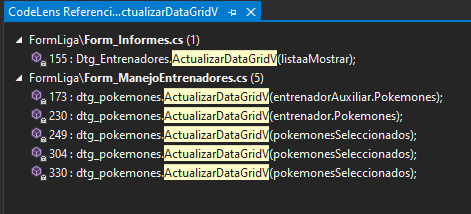 CodeLens Referenci...ctualizarDataGridV
FormLiga\Form_Informes.cs (1)
155 : Dtg_Entrenadores.ActualizarDataGridV(listaaMostrar);
FormLiga\Form_ManejoEntrenadores.cs (5)
173 : dtg_pokemones.ActualizarDataGridV(entrenadorAuxiliar.Pokemones);
230 : dtg_pokemones.ActualizarDataGridV(entrenador.Pokemones);
249 : dtg_pokemones.ActualizarDataGridV(pokemonesSeleccionados);
304 : dtg_pokemones.ActualizarDataGridV(pokemonesSeleccionados);
330 : dtg_pokemones.ActualizarDataGridV(pokemonesSeleccionados);